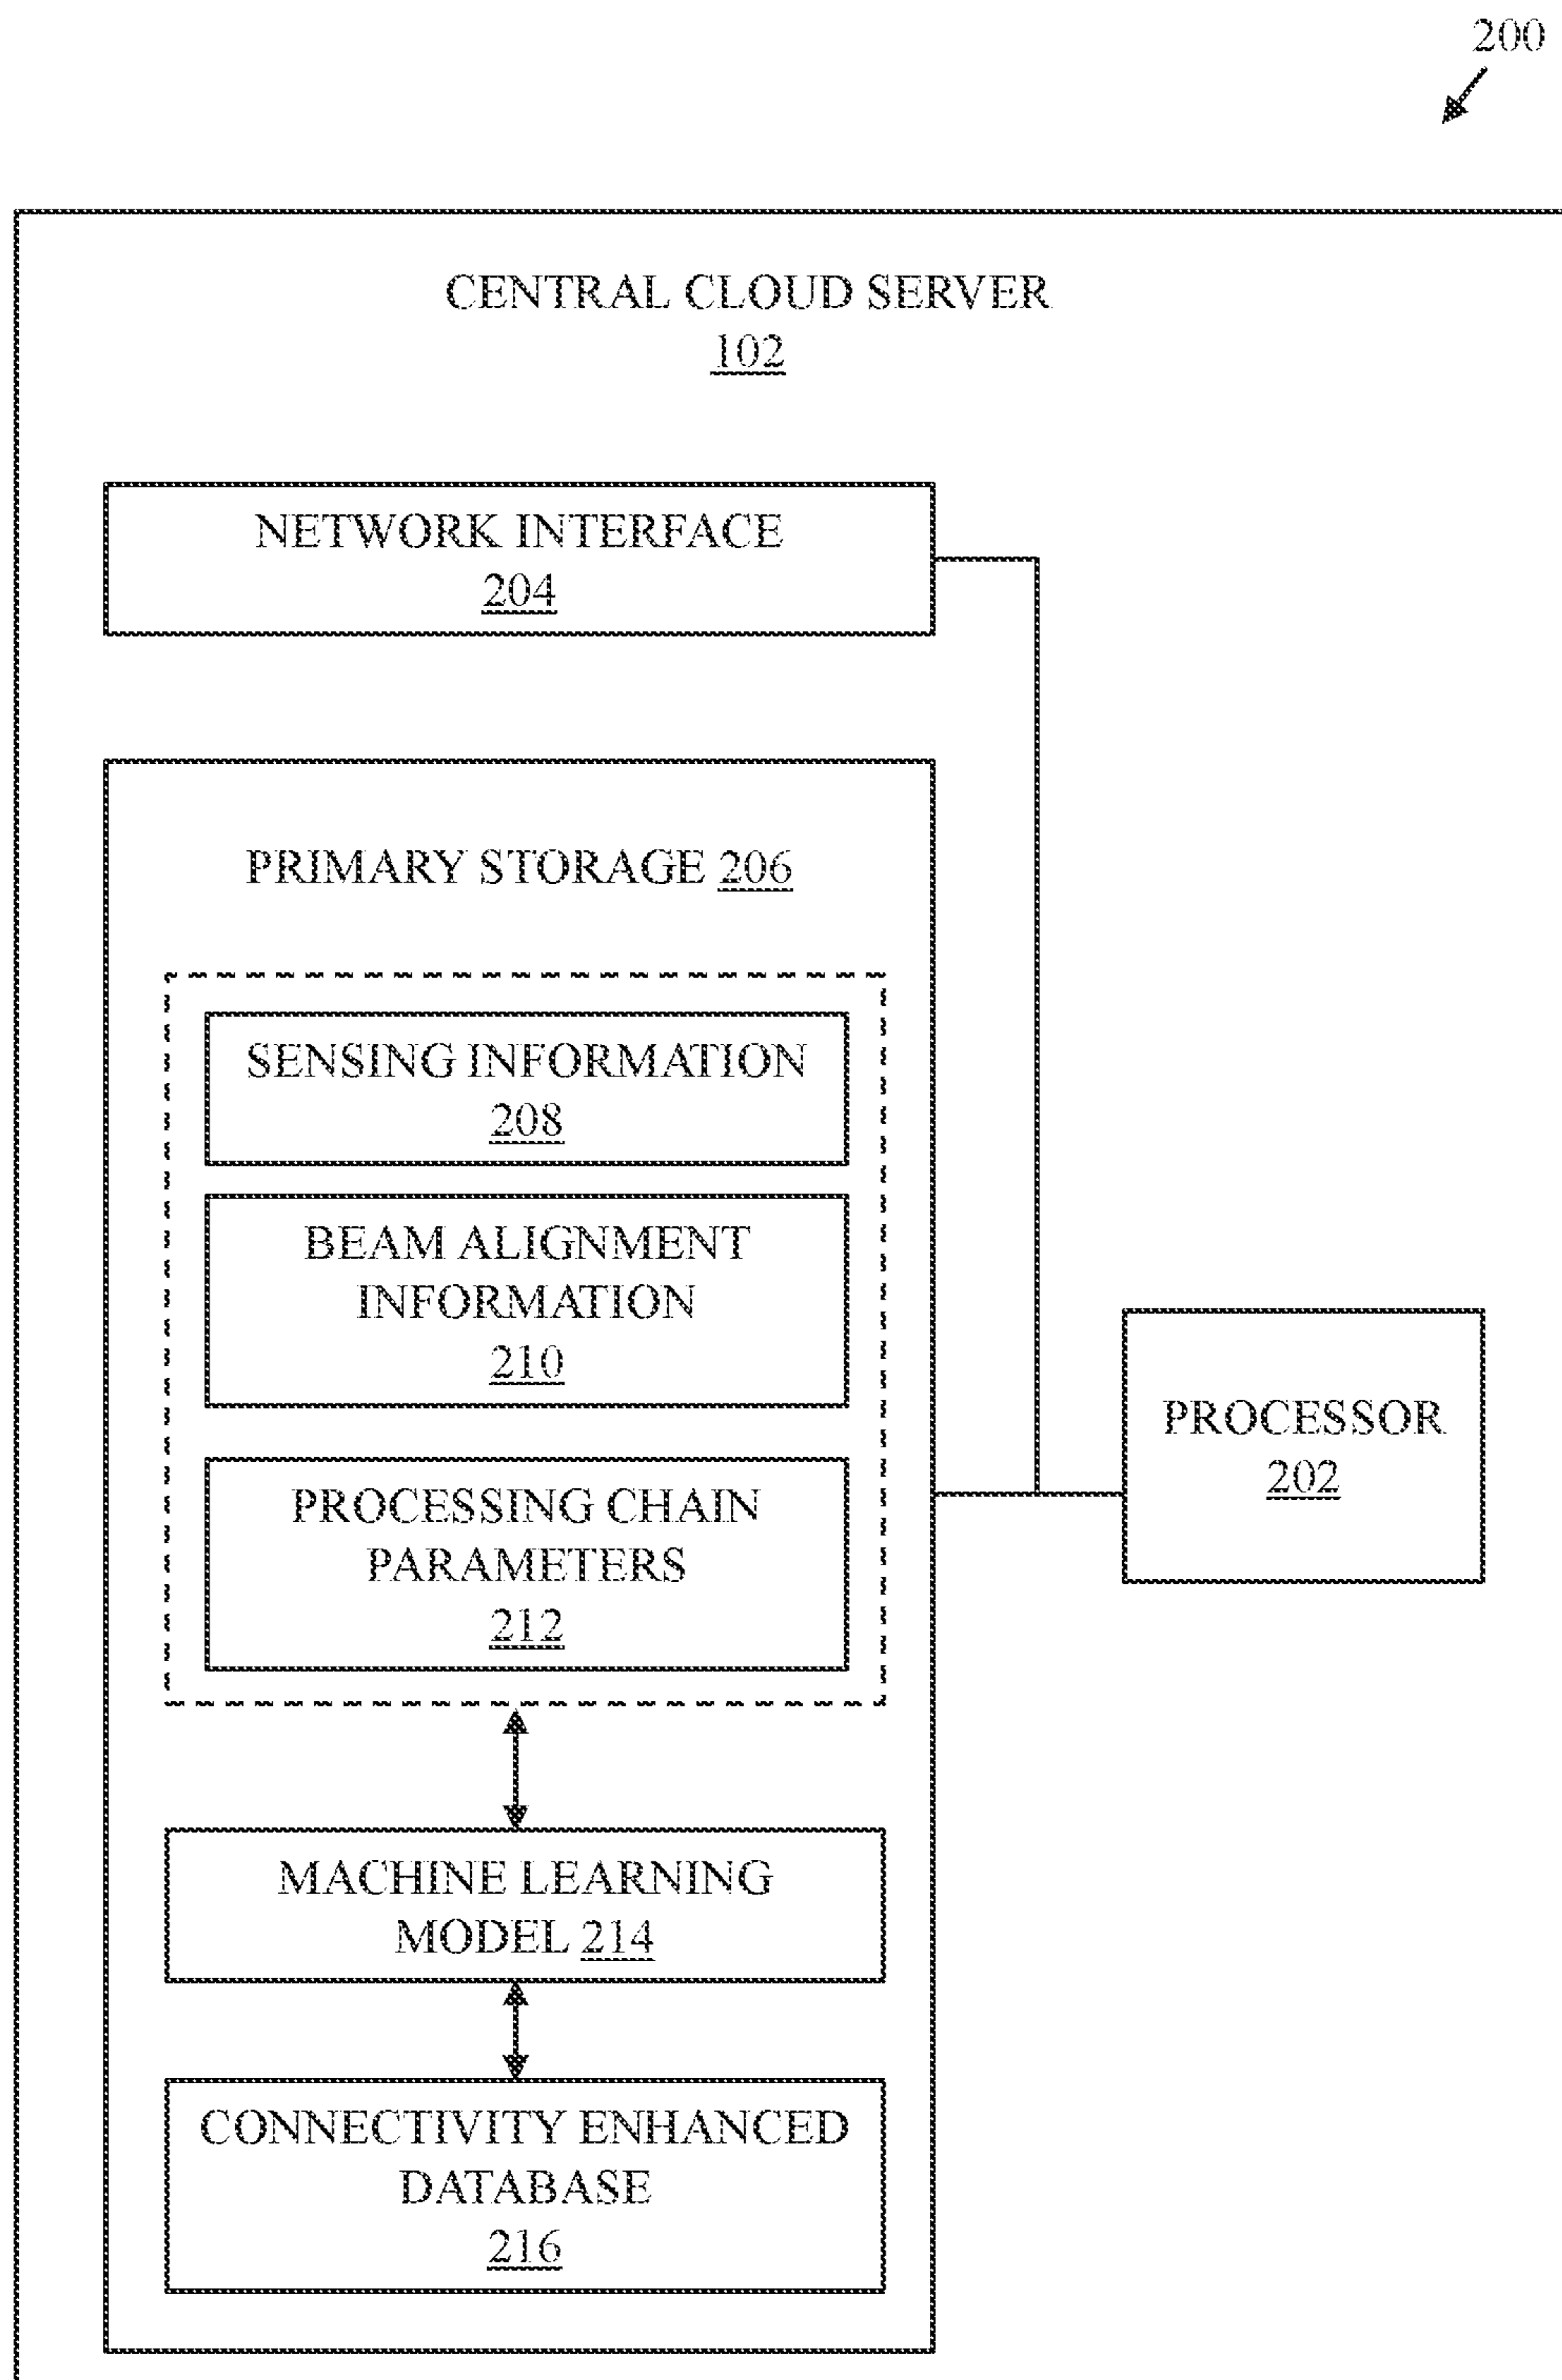 200
CENTRAL CLOUD SERVER
102
NETWORK INTERFACE
204
PRIMARY STORAGE 206
SENSING INFORMATION
208
BEAM ALIGNMENT
INFORMATION
210
PROCESSING CHAIN
PARAMETERS
212
PROCESSOR
202
MACHINE LEARNING
MODEL 214
CONNECTIVITY ENHANCED
DATABASE
216